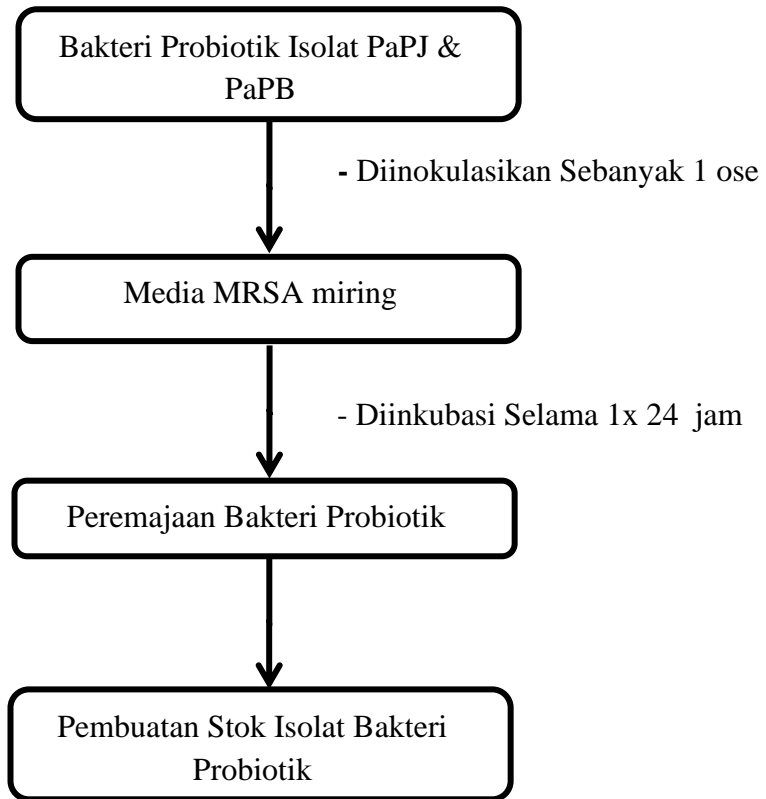 Bakteri Probiotik Isolat PaPJ &
PaPB
- Diinokulasikan Sebanyak 1 ose
Media MRSA miring
- Diinkubasi Selama 1x 24 jam
Peremajaan Bakteri Probiotik
Pembuatan Stok Isolat Bakteri
Probiotik